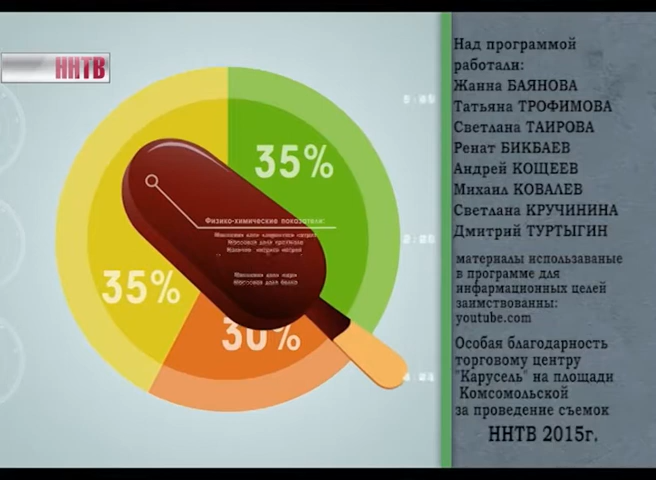 ННТВ
35%
Физико-химические показатели:
35%
30%
Над программой
работали:
Жанна БАЯНОВА
Татьяна ТРОФИМОВА
Светлана ТАИРОВА
Ренат БИКБАЕВ
Андрей КОЩЕЕВ
Михаил КОВАЛЕВ
Светлана КРУЧИНИНА
Дмитрий ТУРТЫГИН
материалы использаваные
в программе для
инфармационных целей
заимствованны:
youtube.com
Особая благодарность
торговому центру
"Карусель" на площади
Комсомольской
за проведение съемок
ННТВ 2015г.